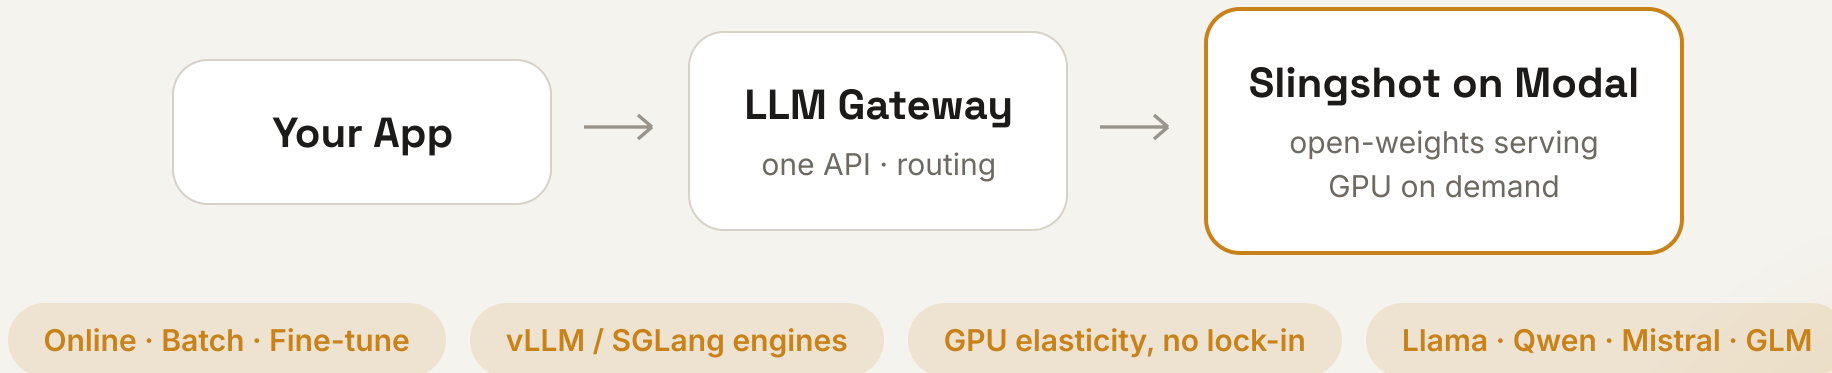 Your App
LLM Gateway
one API · routing
Slingshot on Modal
open-weights serving
GPU on demand
Online · Batch · Fine-tune
vLLM / SGLang engines
GPU elasticity, no lock-in
Llama · Qwen · Mistral · GLM